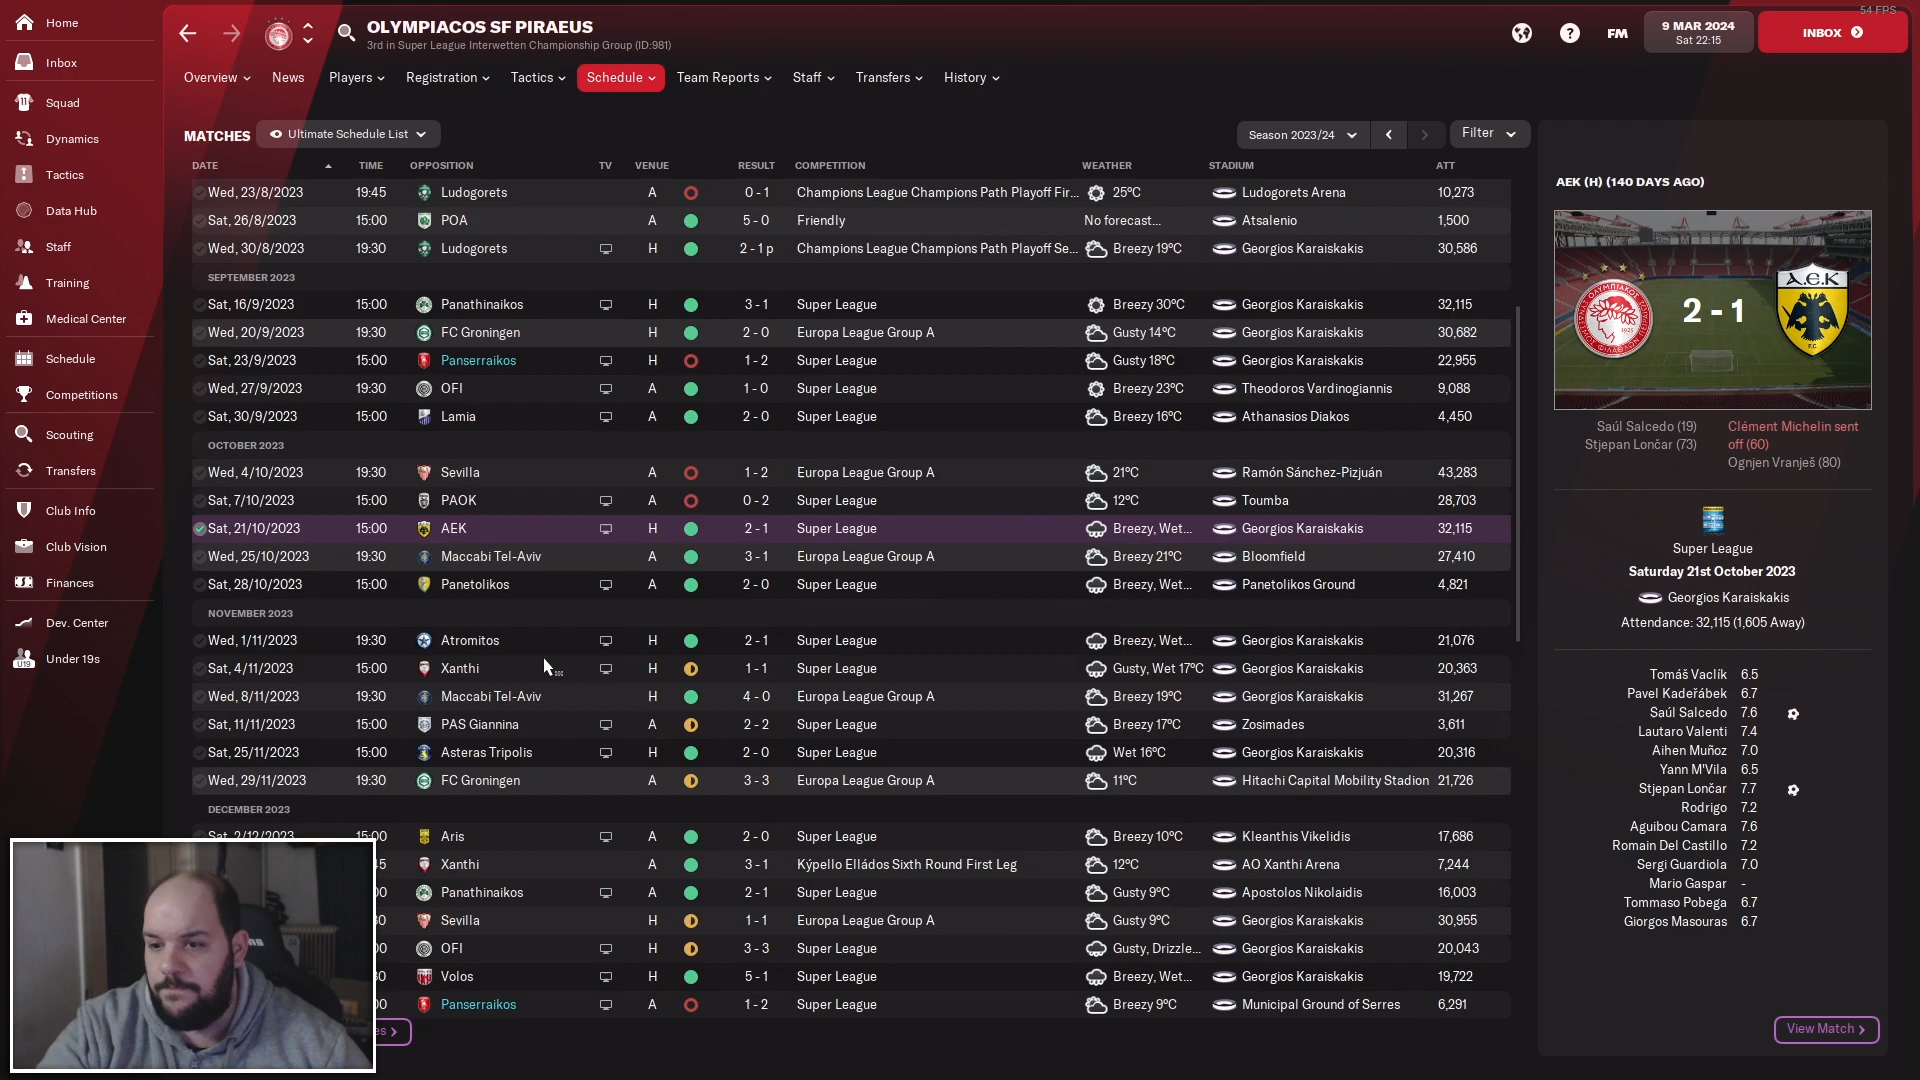 54 FPS
Home
Inbox
Squad
Dynamics
Tactics
Data Hub
Staff
Training
Medical Center
Schedule
Competitions
Scouting
Transfers
Club Info
Club Vision
Finances
Dev. Center
Under 19s
OLYMPIACOS SF PIRAEUS
3rd in Super League Interwetten Championship Group (ID:981)
FM
9 MAR 2024
Sat 22:15
INBOX
Overview News Players Registration Tactics Schedule Team Reports Staff Transfers History
MATCHES Ultimate Schedule List Season 2023/24 Filter
DATE TIME OPPOSITION TV VENUE RESULT COMPETITION WEATHER STADIUM ATT
Wed, 23/8/2023 19:45 Ludogorets A 0 - 1 Champions League Champions Path Playoff Fir... 25ºC Ludogorets Arena 10,273
Sat, 26/8/2023 15:00 POA A 5 - 0 Friendly No forecast... Atsalenio 1,500
Wed, 30/8/2023 19:30 Ludogorets H 2 - 1 p Champions League Champions Path Playoff Se... Breezy 19ºC Georgios Karaiskakis 30,586
SEPTEMBER 2023
Sat, 16/9/2023 15:00 Panathinaikos H 3 - 1 Super League Breezy 30ºC Georgios Karaiskakis 32,115
Wed, 20/9/2023 19:30 FC Groningen H 2 - 0 Europa League Group A Gusty 14ºC Georgios Karaiskakis 30,682
Sat, 23/9/2023 15:00 Panserraikos H 1 - 2 Super League Gusty 18ºC Georgios Karaiskakis 22,955
Wed, 27/9/2023 19:30 OFI A 1 - 0 Super League Breezy 23ºC Theodoros Vardinogiannis 9,088
Sat, 30/9/2023 15:00 Lamia A 2 - 0 Super League Breezy 16ºC Athanasios Diakos 4,450
OCTOBER 2023
Wed, 4/10/2023 19:30 Sevilla A 1 - 2 Europa League Group A 21ºC Ramón Sánchez-Pizjuán 43,283
Sat, 7/10/2023 15:00 PAOK A 0 - 2 Super League 12ºC Toumba 28,703
Sat, 21/10/2023 15:00 AEK H 2 - 1 Super League Breezy, Wet... Georgios Karaiskakis 32,115
Wed, 25/10/2023 19:30 Maccabi Tel-Aviv A 3 - 1 Europa League Group A Breezy 21ºC Bloomfield 27,410
Sat, 28/10/2023 15:00 Panetolikos A 2 - 0 Super League Breezy, Wet... Panetolikos Ground 4,821
NOVEMBER 2023
Wed, 1/11/2023 19:30 Atromitos H 2 - 1 Super League Breezy, Wet... Georgios Karaiskakis 21,076
Sat, 4/11/2023 15:00 Xanthi H 1 - 1 Super League Gusty, Wet 17ºC Georgios Karaiskakis 20,363
Wed, 8/11/2023 19:30 Maccabi Tel-Aviv H 4 - 0 Europa League Group A Breezy 19ºC Georgios Karaiskakis 31,267
Sat, 11/11/2023 15:00 PAS Giannina A 2 - 2 Super League Breezy 17ºC Zosimades 3,611
Sat, 25/11/2023 15:00 Asteras Tripolis H 2 - 0 Super League Wet 16ºC Georgios Karaiskakis 20,316
Wed, 29/11/2023 19:30 FC Groningen A 3 - 3 Europa League Group A 11ºC Hitachi Capital Mobility Stadion 21,726
DECEMBER 2023
Sat, 2/12/2023 15:00 Aris A 2 - 0 Super League Breezy 10ºC Kleanthis Vikelidis 17,686
Xanthi A 3 - 1 Kýpello Elládos Sixth Round First Leg 12ºC AO Xanthi Arena 7,244
Panathinaikos A 2 - 1 Super League Gusty 9ºC Apostolos Nikolaidis 16,003
Sevilla H 1 - 1 Europa League Group A Gusty 9ºC Georgios Karaiskakis 30,955
OFI H 3 - 3 Super League Gusty, Drizzle... Georgios Karaiskakis 20,043
Volos H 5 - 1 Super League Breezy, Wet... Georgios Karaiskakis 19,722
Panserraikos A 1 - 2 Super League Breezy 9ºC Municipal Ground of Serres 6,291
AEK (H) (140 DAYS AGO)
2 - 1
A.E.K
F.C.
Saúl Salcedo (19)
Stjepan Lončar (73)
Clément Michelin sent
off (60)
Ognjen Vranješ (80)
Super League
Saturday 21st October 2023
Georgios Karaiskakis
Attendance: 32,115 (1,605 Away)
Tomáš Vaclík 6.5
Pavel Kadeřábek 6.7
Saúl Salcedo 7.6
Lautaro Valenti 7.4
Aihen Muñoz 7.0
Yann M'Vila 6.5
Stjepan Lončar 7.7
Rodrigo 7.2
Aguibou Camara 7.6
Romain Del Castillo 7.2
Sergi Guardiola 7.0
Mario Gaspar -
Tommaso Pobega 6.7
Giorgos Masouras 6.7
View Match